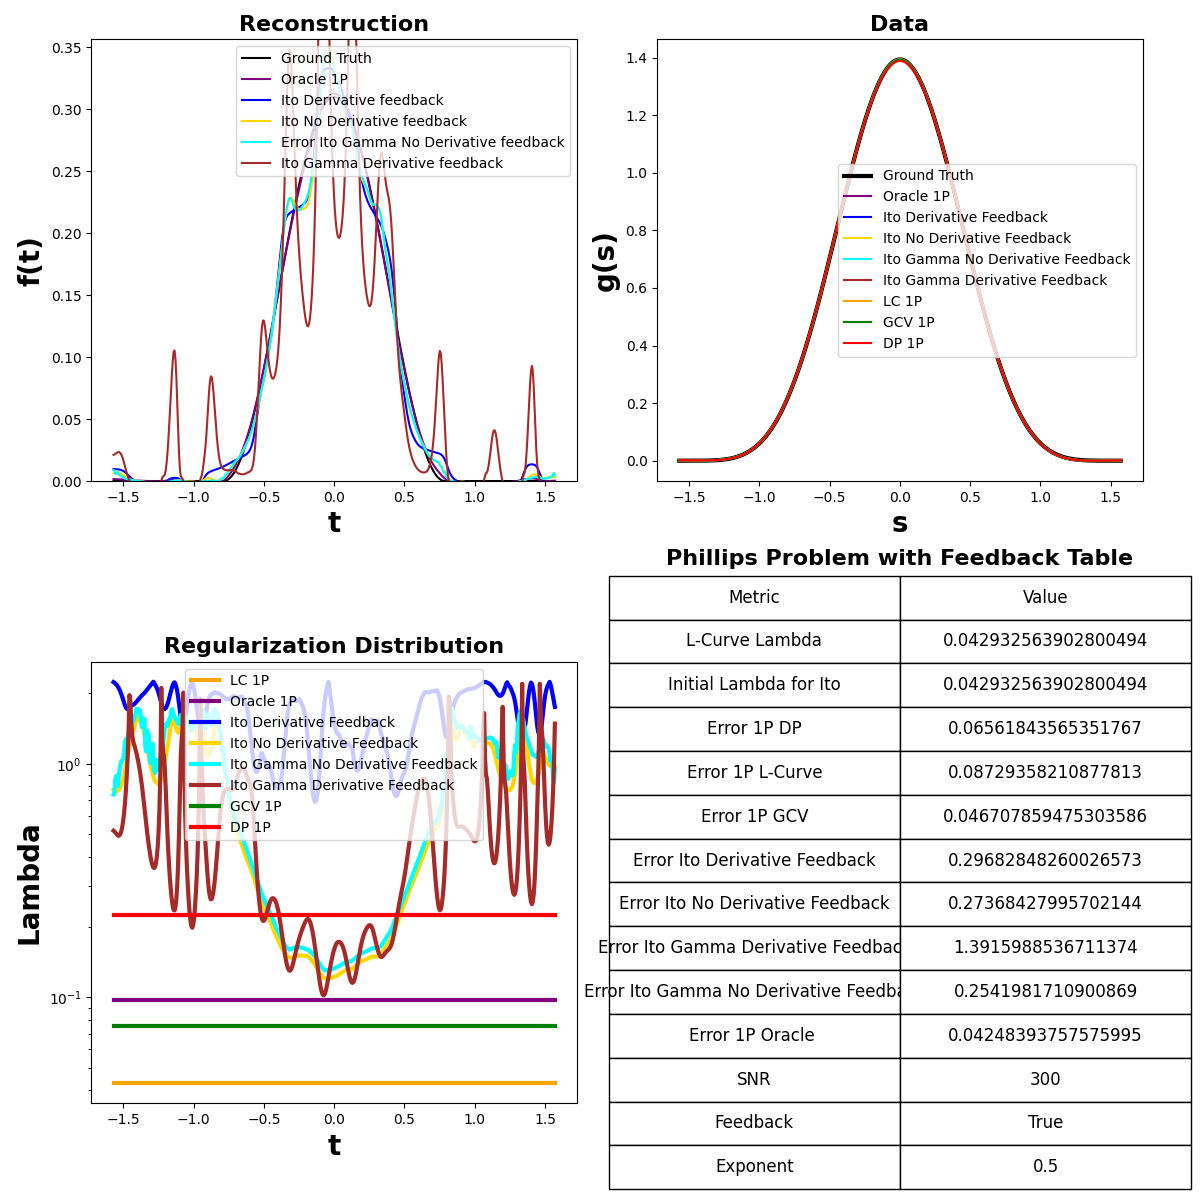 Reconstruction
f(t)
0.35
0.30
0.25
0.20
0.15
0.10
0.05
0.00
Ground Truth
Oracle 1P
Ito Derivative feedback
Ito No Derivative feedback
Error Ito Gamma No Derivative feedback
Ito Gamma Derivative feedback
−1.5 −1.0 −0.5 0.0 0.5 1.0 1.5
t
Data
g(s)
1.4
1.2
1.0
0.8
0.6
0.4
0.2
0.0
Ground Truth
Oracle 1P
Ito Derivative Feedback
Ito No Derivative Feedback
Ito Gamma No Derivative Feedback
Ito Gamma Derivative Feedback
LC 1P
GCV 1P
DP 1P
−1.5 −1.0 −0.5 0.0 0.5 1.0 1.5
s
Regularization Distribution
Lambda
10⁰
10⁻¹
LC 1P
Oracle 1P
Ito Derivative Feedback
Ito No Derivative Feedback
Ito Gamma No Derivative Feedback
Ito Gamma Derivative Feedback
GCV 1P
DP 1P
−1.5 −1.0 −0.5 0.0 0.5 1.0 1.5
t
Phillips Problem with Feedback Table
Metric Value
L-Curve Lambda 0.042932563902800494
Initial Lambda for Ito 0.042932563902800494
Error 1P DP 0.06561843565351767
Error 1P L-Curve 0.08729358210877813
Error 1P GCV 0.046707859475303586
Error Ito Derivative Feedback 0.29682848260026573
Error Ito No Derivative Feedback 0.27368427995702144
Error Ito Gamma Derivative Feedbac 1.3915988536711374
Error Ito Gamma No Derivative Feedba 0.2541981710900869
Error 1P Oracle 0.04248393757575995
SNR 300
Feedback True
Exponent 0.5